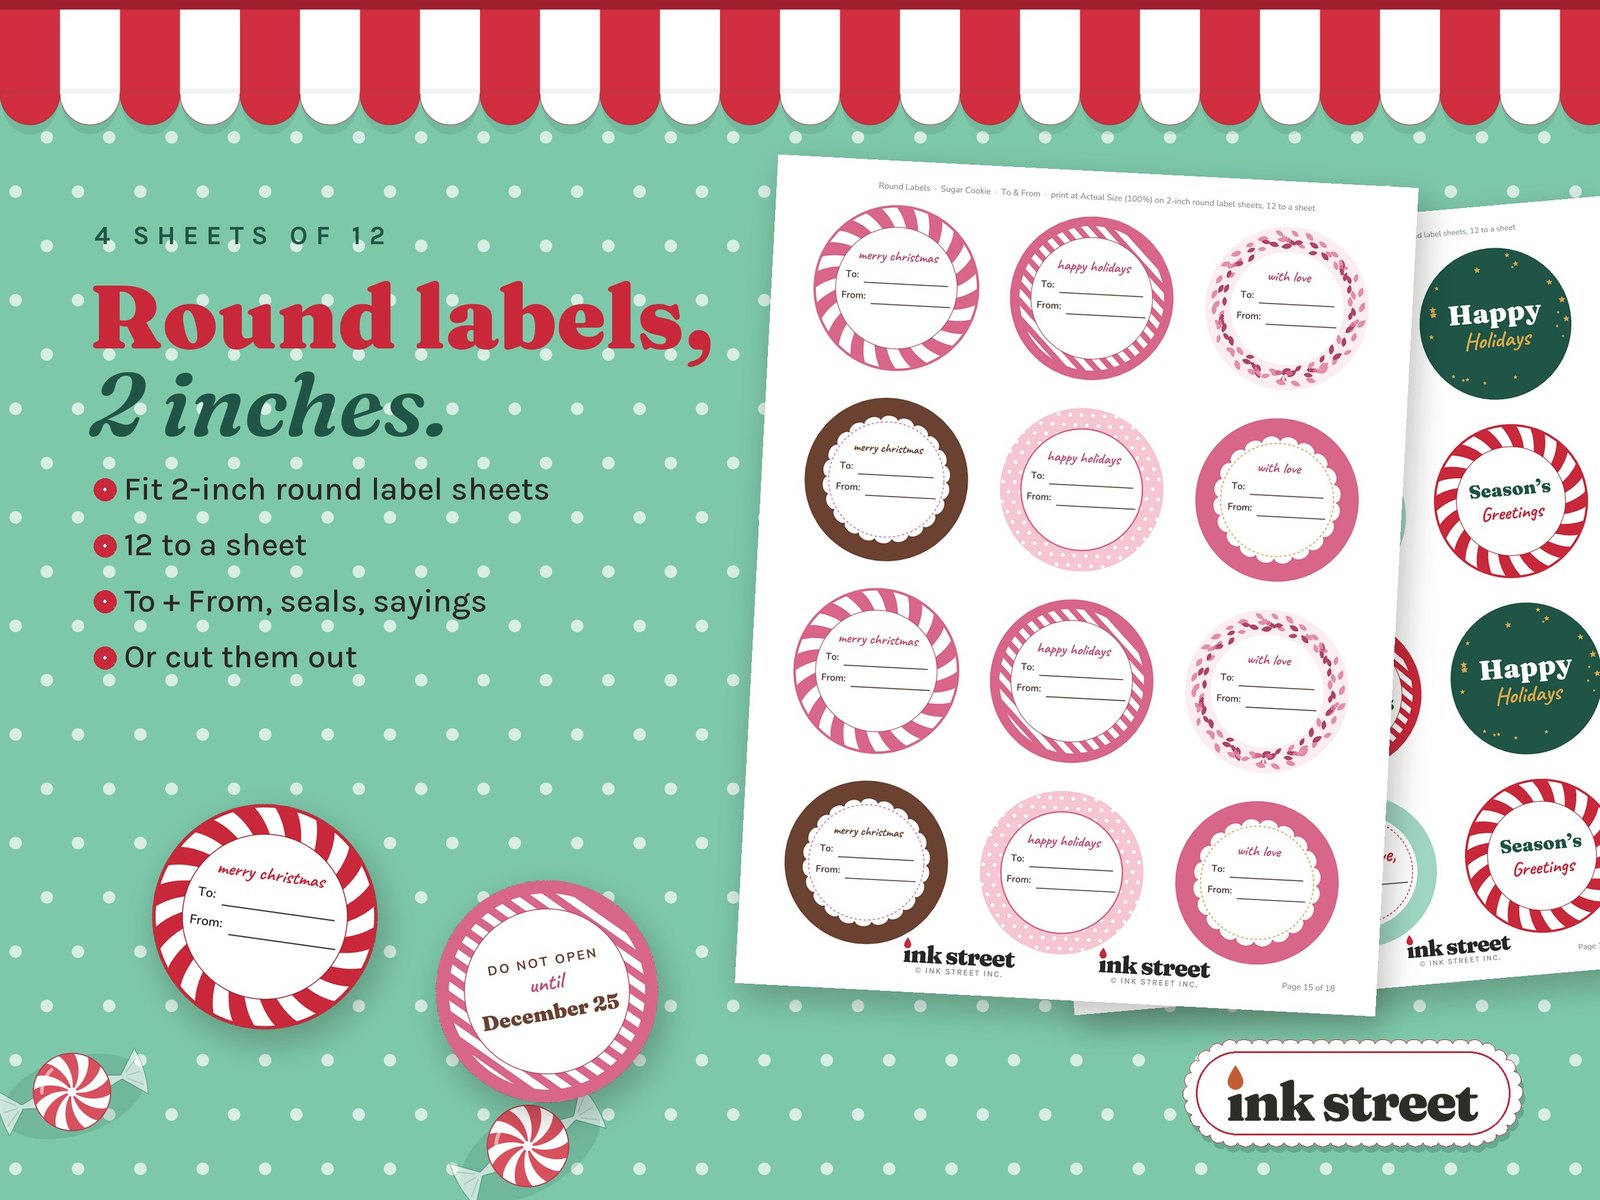 4 SHEETS OF 12
Round labels,
2 inches.
Fit 2-inch round label sheets
12 to a sheet
To + From, seals, sayings
Or cut them out
merry christmas
To:
From:
DO NOT OPEN
until
December 25
Round Labels · Sugar Cookie · To & From · print at Actual Size (100%) on 2-inch round label sheets, 12 to a sheet
merry christmas
To:
From:
happy holidays
To:
From:
with love
To:
From:
merry christmas
To:
From:
happy holidays
To:
From:
with love
To:
From:
merry christmas
To:
From:
happy holidays
To:
From:
with love
To:
From:
merry christmas
To:
From:
happy holidays
To:
From:
with love
To:
From:
ink street
© INK STREET INC.
ink street
© INK STREET INC.
Page 15 of 18
label sheets, 12 to a sheet
Happy
Holidays
Season's
Greetings
Happy
Holidays
Season's
Greetings
ink street
© INK STREET INC.
Page
ink street